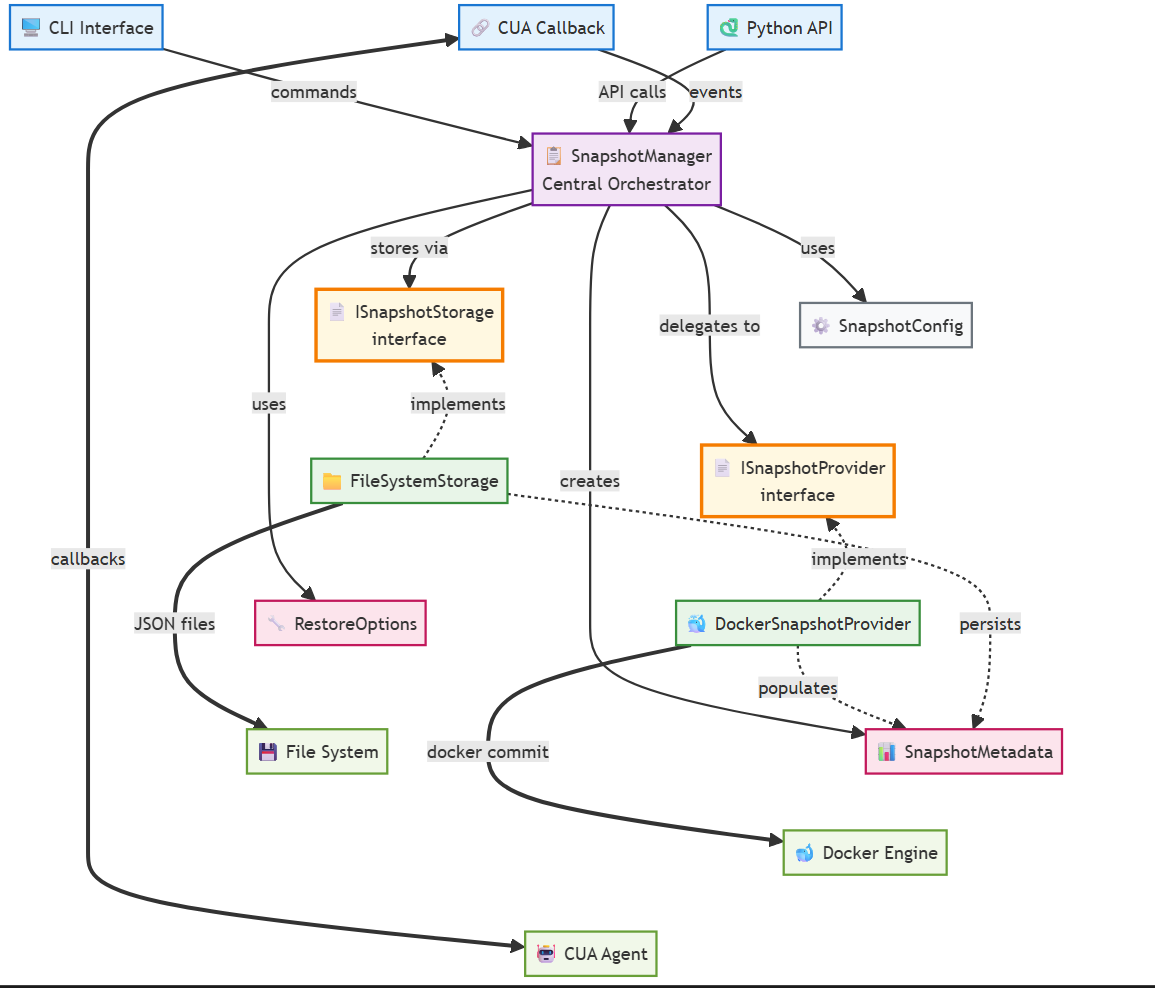 CLI Interface
CUA Callback
Python API
commands
API calls
events
SnapshotManager
Central Orchestrator
stores via
uses
ISnapshotStorage
interface
SnapshotConfig
delegates to
uses
implements
ISnapshotProvider
interface
FileSystemStorage
creates
callbacks
implements
JSON files
RestoreOptions
DockerSnapshotProvider
persists
populates
File System
docker commit
SnapshotMetadata
Docker Engine
CUA Agent